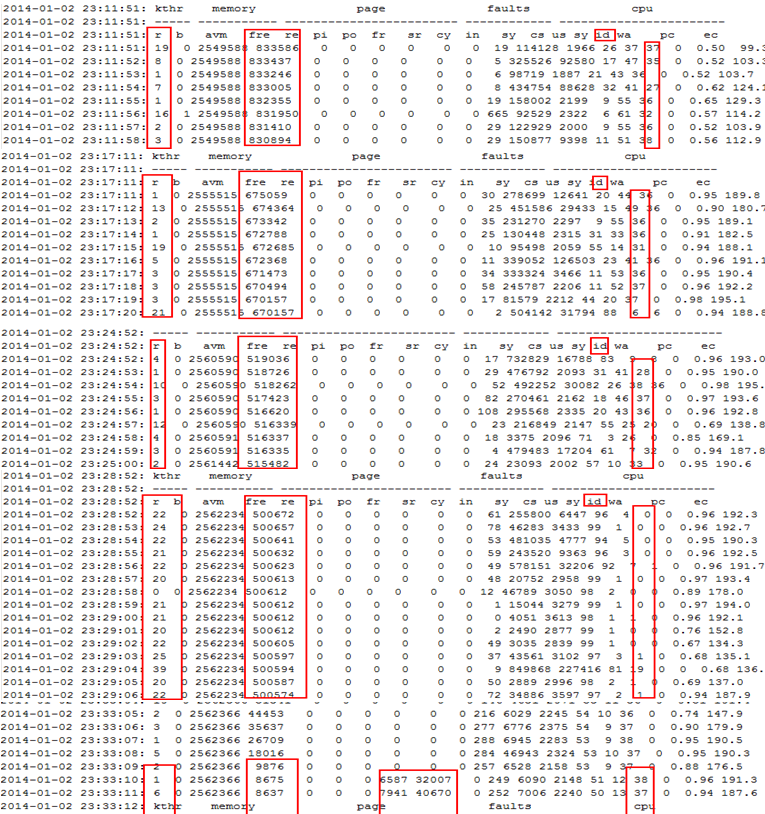 2014-01-02 23:11:51: kthr memory page faults cpu
2014-01-02 23:11:51: ----- ----------- ------------------------ ------------ -----------------------
2014-01-02 23:11:51: r b avm fre re pi po fr sr cy in sy cs us sy id wa pc ec
2014-01-02 23:11:51: 19 0 2549588 833586 0 0 0 0 0 0 19 114128 1966 26 37 37 0 0.50 99.3
2014-01-02 23:11:52: 8 0 2549588 833437 0 0 0 0 0 0 5 325526 92580 17 47 35 0 0.52 103.3
2014-01-02 23:11:53: 1 0 2549588 833246 0 0 0 0 0 0 6 98719 1887 21 43 36 0 0.52 103.7
2014-01-02 23:11:54: 7 0 2549588 833005 0 0 0 0 0 0 8 434754 88628 32 41 27 0 0.62 124.1
2014-01-02 23:11:55: 1 0 2549588 832355 0 0 0 0 0 0 19 158002 2199 9 55 36 0 0.65 129.3
2014-01-02 23:11:56: 16 1 2549588 831950 0 0 0 0 0 0 665 92529 2322 6 61 32 0 0.57 114.2
2014-01-02 23:11:57: 2 0 2549588 831410 0 0 0 0 0 0 29 122929 2000 9 55 36 0 0.52 103.9
2014-01-02 23:11:58: 3 0 2549588 830894 0 0 0 0 0 0 29 150877 9398 11 51 38 0 0.56 112.9
2014-01-02 23:17:11: kthr memory page faults cpu
2014-01-02 23:17:11: ----- ----------- ------------------------ ------------ -----------------------
2014-01-02 23:17:11: r b avm fre re pi po fr sr cy in sy cs us sy id wa pc ec
2014-01-02 23:17:11: 1 0 2555515 675059 0 0 0 0 0 0 30 278699 12641 20 44 36 0 0.95 189.8
2014-01-02 23:17:12: 13 0 2555515 674364 0 0 0 0 0 0 25 451586 29433 15 49 36 0 0.90 180.7
2014-01-02 23:17:13: 2 0 2555515 673342 0 0 0 0 0 0 35 231270 2297 9 55 36 0 0.95 189.1
2014-01-02 23:17:14: 1 0 2555515 672788 0 0 0 0 0 0 25 130448 2315 31 33 36 0 0.91 182.5
2014-01-02 23:17:15: 19 0 2555515 672685 0 0 0 0 0 0 10 95498 2059 55 14 31 0 0.94 188.1
2014-01-02 23:17:16: 5 0 2555515 672368 0 0 0 0 0 0 11 339052 126503 23 41 36 0 0.96 191.1
2014-01-02 23:17:17: 3 0 2555515 671473 0 0 0 0 0 0 34 333324 3466 11 53 36 0 0.95 190.4
2014-01-02 23:17:18: 3 0 2555515 670494 0 0 0 0 0 0 58 245787 2206 11 52 37 0 0.96 192.2
2014-01-02 23:17:19: 3 0 2555515 670157 0 0 0 0 0 0 17 81579 2212 44 20 37 0 0.98 195.1
2014-01-02 23:17:20: 21 0 2555515 670157 0 0 0 0 0 0 2 504142 31794 88 6 6 0 0.94 188.8
2014-01-02 23:24:52: kthr memory page faults cpu
2014-01-02 23:24:52: ----- ----------- ------------------------ ------------ -----------------------
2014-01-02 23:24:52: r b avm fre re pi po fr sr cy in sy cs us sy id wa pc ec
2014-01-02 23:24:52: 4 0 2560590 519036 0 0 0 0 0 0 17 732829 16788 83 9 8 0 0.96 193.0
2014-01-02 23:24:53: 1 0 2560590 518726 0 0 0 0 0 0 29 476792 2093 31 41 28 0 0.95 190.0
2014-01-02 23:24:54: 10 0 2560590 518262 0 0 0 0 0 0 52 492252 30082 26 38 36 0 0.98 195.
2014-01-02 23:24:55: 3 0 2560590 517423 0 0 0 0 0 0 82 270461 2162 18 46 37 0 0.97 193.6
2014-01-02 23:24:56: 1 0 2560590 516620 0 0 0 0 0 0 108 295568 2335 20 43 36 0 0.96 192.8
2014-01-02 23:24:57: 12 0 2560590 516339 0 0 0 0 0 0 23 216849 2147 55 25 20 0 0.69 138.8
2014-01-02 23:24:58: 4 0 2560591 516337 0 0 0 0 0 0 18 3375 2096 71 3 26 0 0.85 169.1
2014-01-02 23:24:59: 4 0 2560591 516335 0 0 0 0 0 0 4 479483 17204 61 7 32 0 0.94 187.8
2014-01-02 23:25:00: 2 0 2561442 515482 0 0 0 0 0 0 24 23093 2002 57 10 33 0 0.95 190.6
2014-01-02 23:28:52: kthr memory page faults cpu
2014-01-02 23:28:52: ----- ----------- ------------------------ ------------ -----------------------
2014-01-02 23:28:52: r b avm fre re pi po fr sr cy in sy cs us sy id wa pc ec
2014-01-02 23:28:52: 22 0 2562234 500672 0 0 0 0 0 0 61 255800 6447 96 4 0 0 0.96 192.3
2014-01-02 23:28:53: 24 0 2562234 500657 0 0 0 0 0 0 78 46283 3433 99 1 0 0 0.96 192.7
2014-01-02 23:28:54: 22 0 2562234 500641 0 0 0 0 0 0 53 481035 4777 94 5 0 0 0.95 190.3
2014-01-02 23:28:55: 21 0 2562234 500632 0 0 0 0 0 0 59 243520 9363 96 3 0 0 0.96 192.5
2014-01-02 23:28:56: 22 0 2562234 500623 0 0 0 0 0 0 49 578151 32206 92 7 1 0 0.96 191.7
2014-01-02 23:28:57: 20 0 2562234 500613 0 0 0 0 0 0 48 20752 2958 99 1 0 0 0.97 193.4
2014-01-02 23:28:58: 0 0 2562234 500612 0 0 0 0 0 0 12 46789 3050 98 2 0 0 0.89 178.0
2014-01-02 23:28:59: 21 0 2562234 500612 0 0 0 0 0 0 1 15044 3279 99 1 0 0 0.97 194.0
2014-01-02 23:29:00: 21 0 2562234 500612 0 0 0 0 0 0 0 4051 3613 98 1 0 0.96 192.1
2014-01-02 23:29:01: 20 0 2562234 500612 0 0 0 0 0 0 2 2490 2877 99 1 0 0 0.76 152.8
2014-01-02 23:29:02: 22 0 2562234 500605 0 0 0 0 0 0 49 3035 2839 99 1 0 0 0.67 134.3
2014-01-02 23:29:03: 25 0 2562234 500597 0 0 0 0 0 0 37 43561 3102 97 3 1 0 0.68 135.1
2014-01-02 23:29:04: 39 0 2562234 500594 0 0 0 0 0 0 9 849868 227416 81 19 0 0 0.68 136.
2014-01-02 23:29:05: 20 0 2562234 500587 0 0 0 0 0 0 50 2889 2996 98 2 0 0.69 137.0
2014-01-02 23:29:06: 22 0 2562234 500574 0 0 0 0 0 0 72 34886 3597 97 2 1 0 0.94 187.9
2014-01-02 23:33:05: 2 0 2562366 44453 0 0 0 0 0 0 216 6029 2245 54 10 36 0 0.74 147.9
2014-01-02 23:33:06: 3 0 2562366 35637 0 0 0 0 0 0 277 6776 2375 54 9 37 0 0.90 179.9
2014-01-02 23:33:07: 1 0 2562366 26709 0 0 0 0 0 0 288 6945 2283 53 9 38 0 0.95 190.5
2014-01-02 23:33:08: 5 0 2562366 18016 0 0 0 0 0 0 284 46943 2324 53 10 37 0 0.95 190.3
2014-01-02 23:33:09: 2 0 2562366 9876 0 0 0 0 0 0 257 6528 2158 53 9 37 0 0.88 176.5
2014-01-02 23:33:10: 1 0 2562366 8675 0 0 0 6587 32007 0 249 6090 2148 51 12 38 0 0.96 191.3
2014-01-02 23:33:11: 6 0 2562366 8637 0 0 0 7941 40670 0 252 7006 2240 50 13 37 0 0.94 187.6
2014-01-02 23:33:12: kthr memory page faults cpu